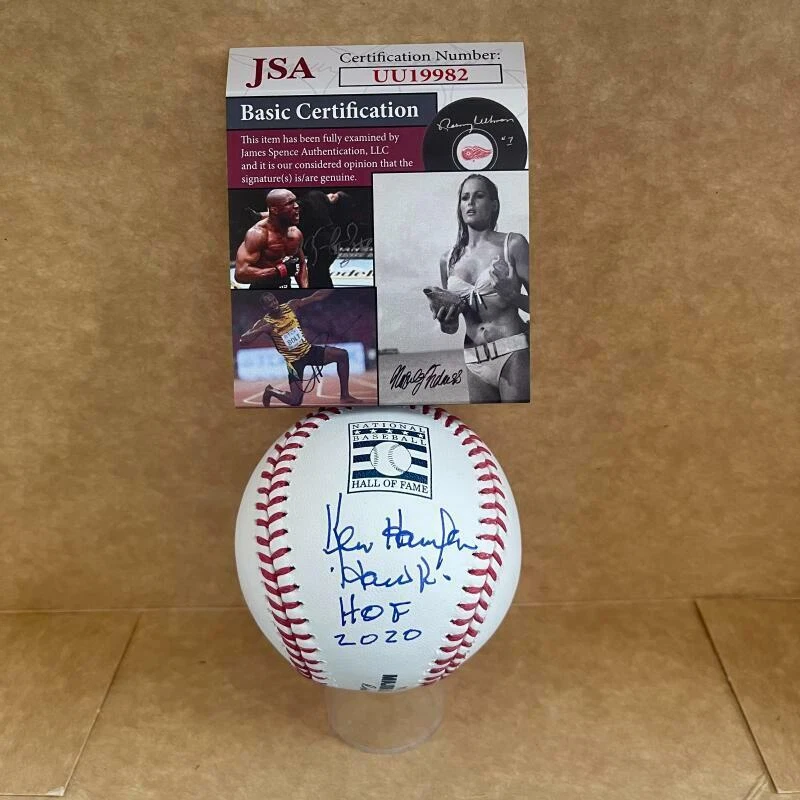 JSA
Certification Number:
UU19982
Basic Certification
This item has been fully examined by
James Spence Authentication, LLC
and it is our considered opinion that the
signature(s) is/are genuine.
#7
BOLT
NATIONAL
BASEBALL
HALL OF FAME
Ken Harrelson
'Hawk'
HOF
2020